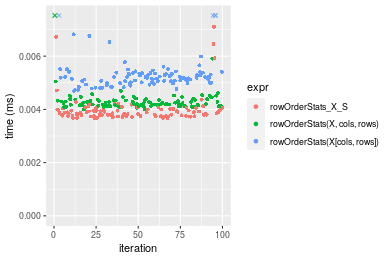 time (ms)
0.006
0.004
0.002
0.000
0
25
50
75
100
iteration
expr
rowOrderStats_X_S
rowOrderStats(X, cols, rows)
rowOrderStats(X[cols, rows])